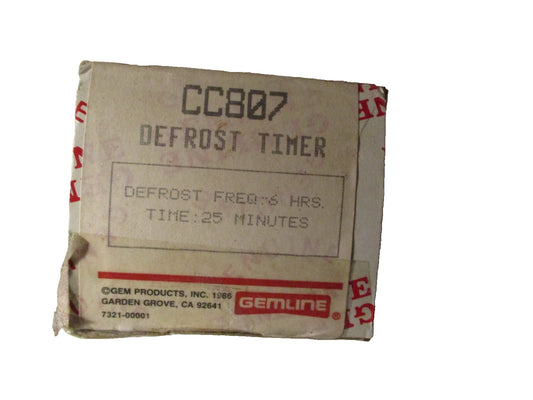 CC807
DEFROST TIMER
DEFROST FREQ:6 HRS.
TIME:25 MINUTES
©GEM PRODUCTS, INC. 1986
GARDEN GROVE, CA 92641
7321-00001
GEMLINE®